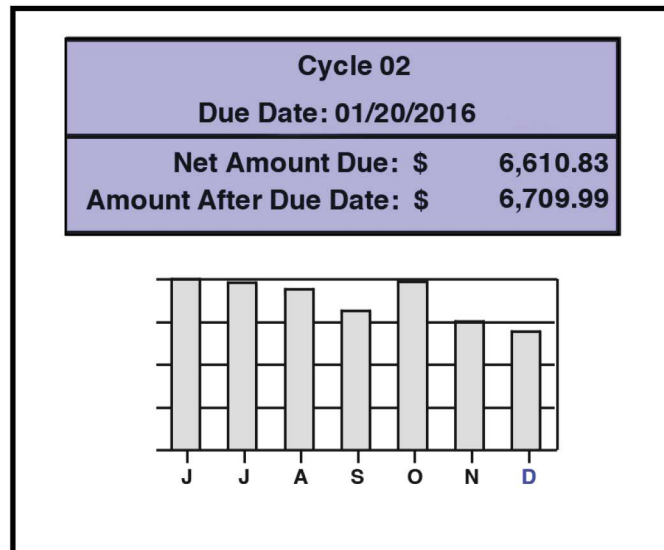 Cycle 02
Due Date: 01/20/2016
Net Amount Due: $ 6,610.83
Amount After Due Date: $ 6,709.99
J J A S O N D